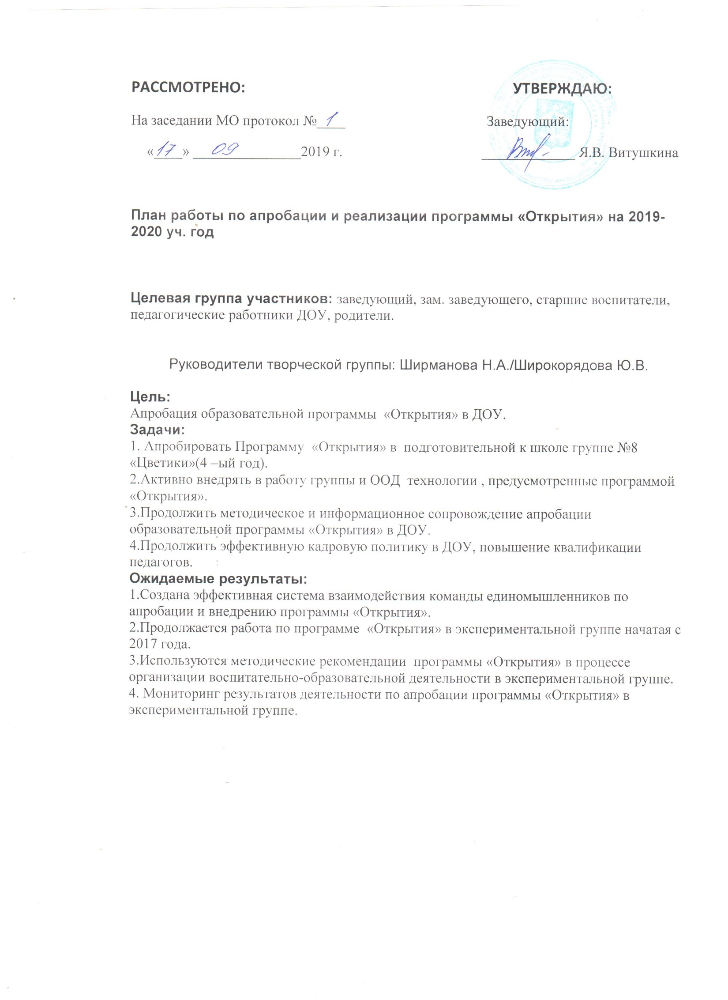 РАССМОТРЕНО:
УТВЕРЖДАЮ:
На заседании МО протокол № 1
Заведующий:
«17» 09 2019 г.
Я.В. Витушкина
План работы по апробации и реализации программы «Открытия» на 2019-
2020 уч. год
Целевая группа участников: заведующий, зам. заведующего, старшие воспитатели,
педагогические работники ДОУ, родители.
Руководители творческой группы: Ширманова Н.А./Широкорядова Ю.В.
Цель:
Апробация образовательной программы «Открытия» в ДОУ.
Задачи:
1. Апробировать Программу «Открытия» в подготовительной к школе группе №8
«Цветики»(4 –ый год).
2.Активно внедрять в работу группы и ООД технологии , предусмотренные программой
«Открытия».
3.Продолжить методическое и информационное сопровождение апробации
образовательной программы «Открытия» в ДОУ.
4.Продолжить эффективную кадровую политику в ДОУ, повышение квалификации
педагогов.
Ожидаемые результаты:
1.Создана эффективная система взаимодействия команды единомышленников по
апробации и внедрению программы «Открытия».
2.Продолжается работа по программе «Открытия» в экспериментальной группе начатая с
2017 года.
3.Используются методические рекомендации программы «Открытия» в процессе
организации воспитательно-образовательной деятельности в экспериментальной группе.
4. Мониторинг результатов деятельности по апробации программы «Открытия» в
экспериментальной группе.